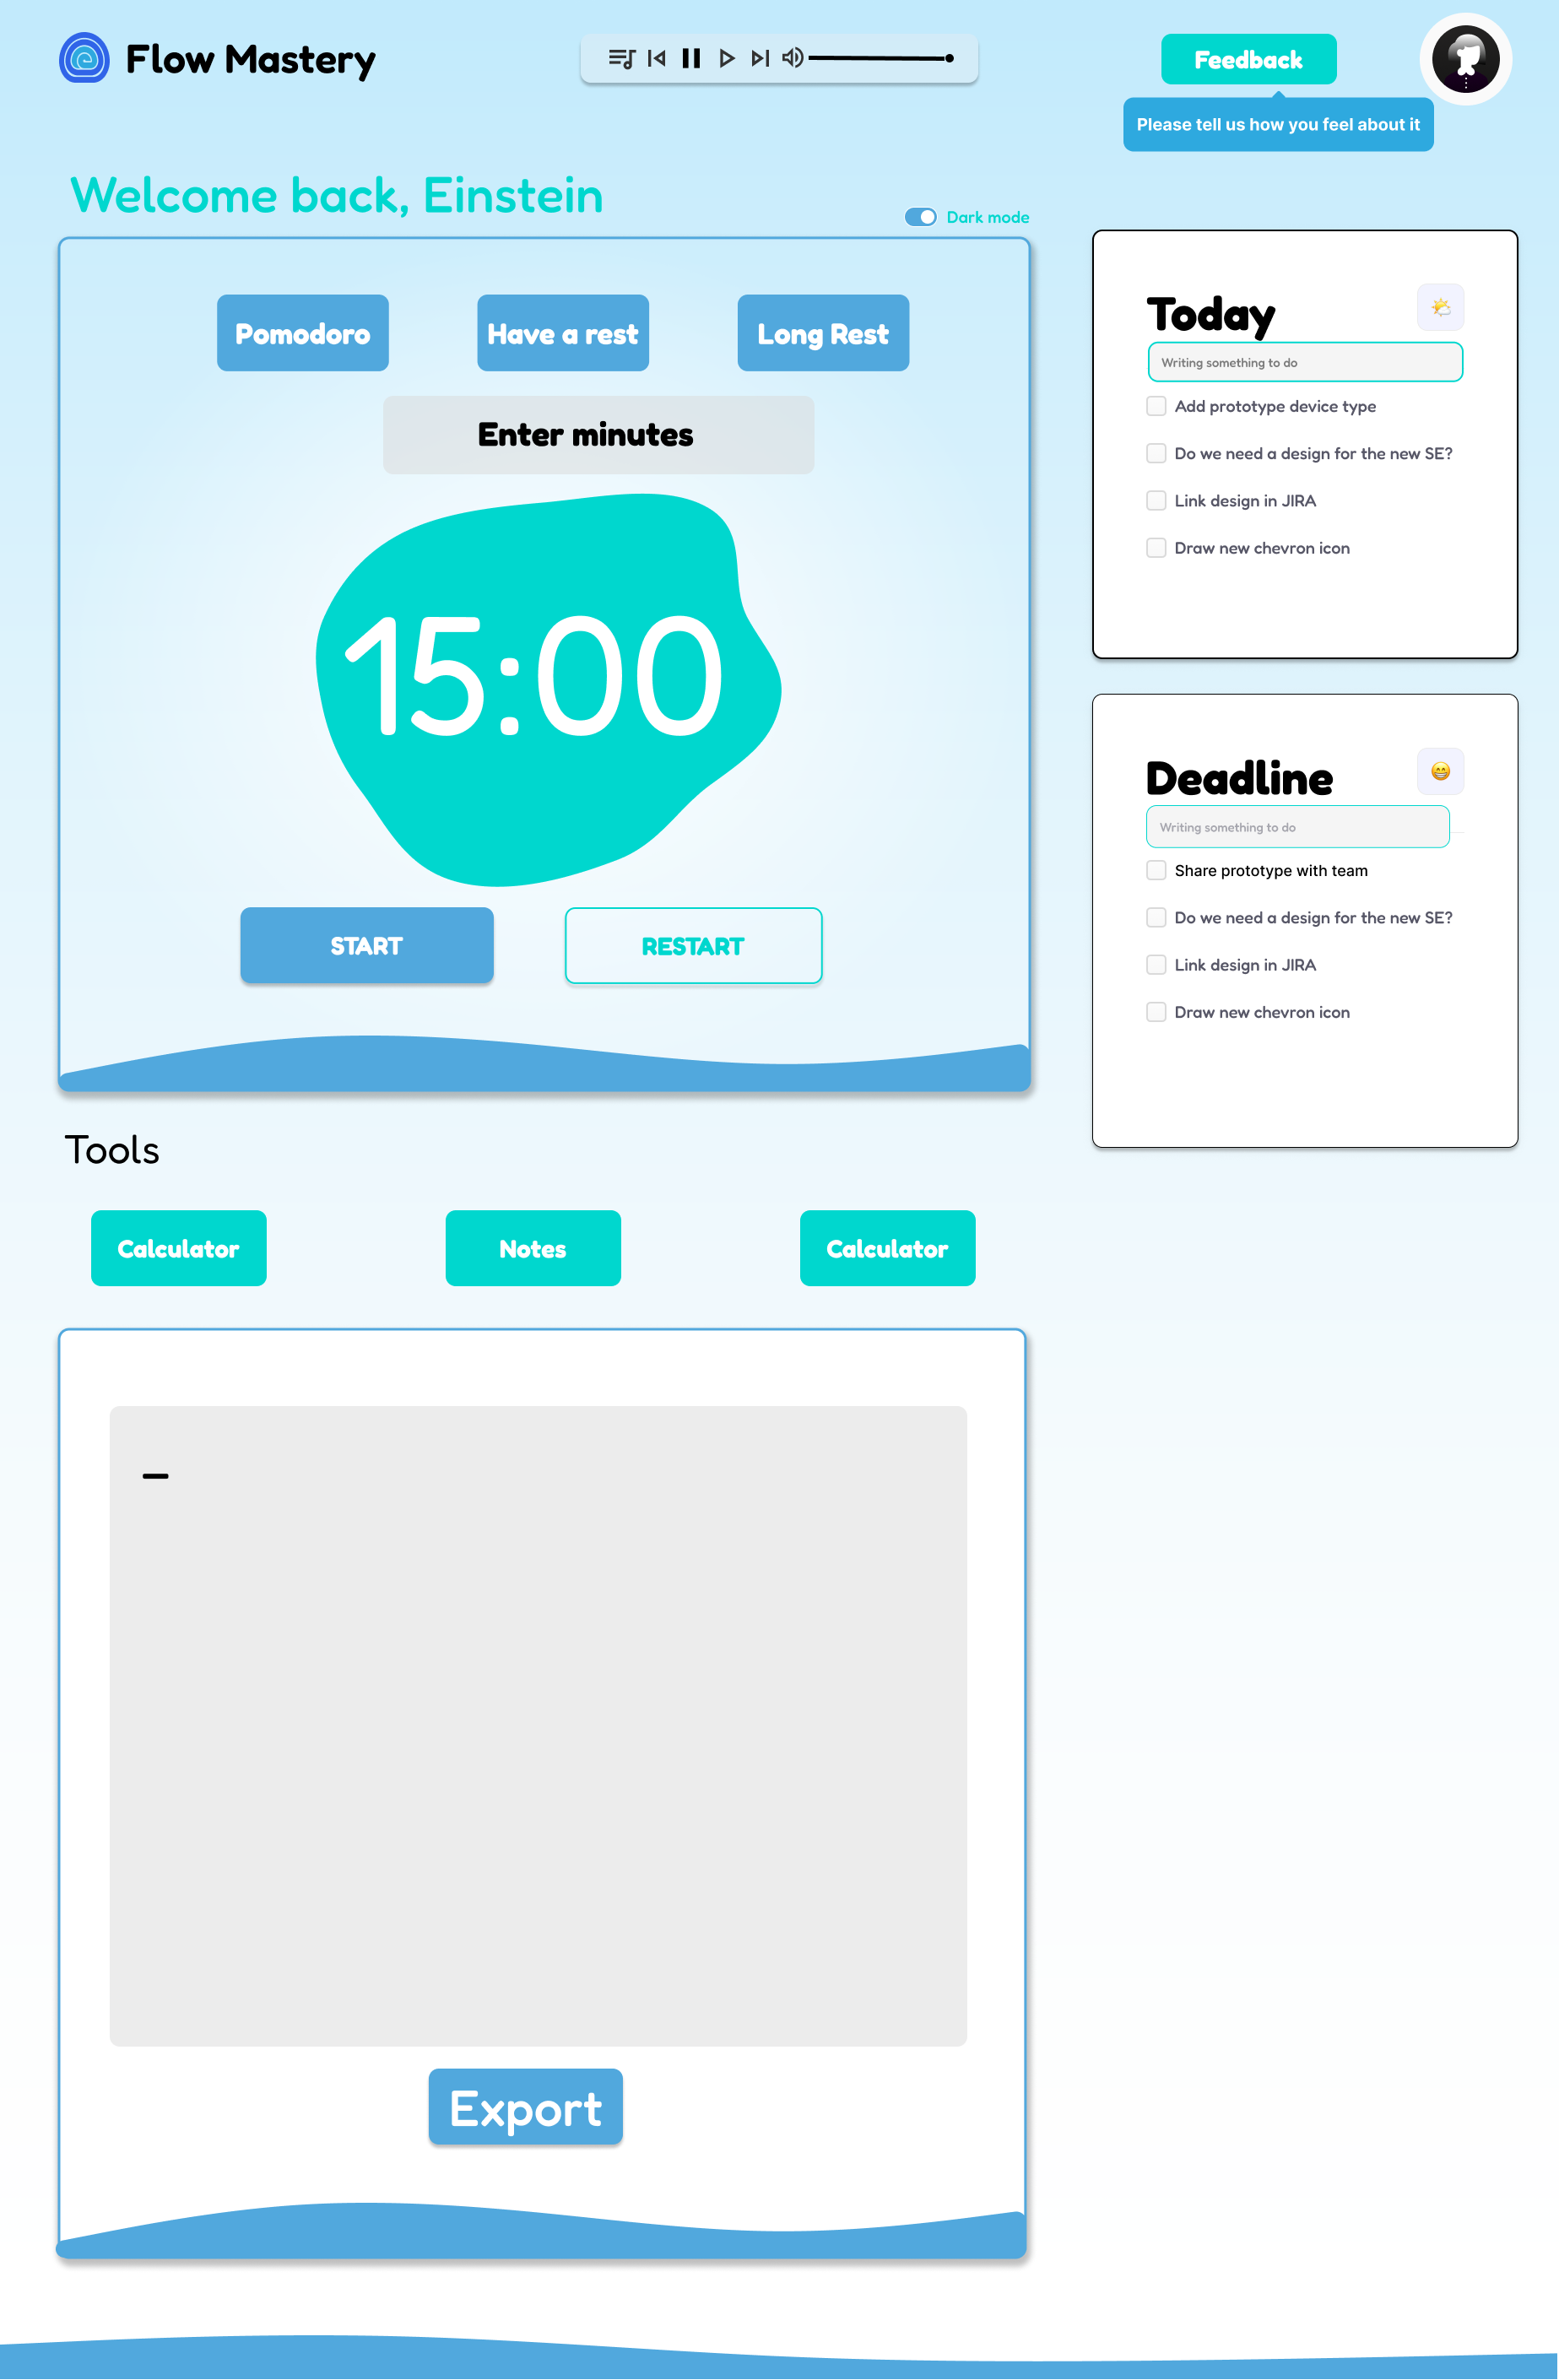 Flow Mastery
Feedback
Please tell us how you feel about it
Welcome back, Einstein
Dark mode
Pomodoro
Have a rest
Long Rest
Enter minutes
15:00
START
RESTART
Today
Writing something to do
Add prototype device type
Do we need a design for the new SE?
Link design in JIRA
Draw new chevron icon
Deadline
Writing something to do
Share prototype with team
Do we need a design for the new SE?
Link design in JIRA
Draw new chevron icon
Tools
Calculator
Notes
Calculator
Export